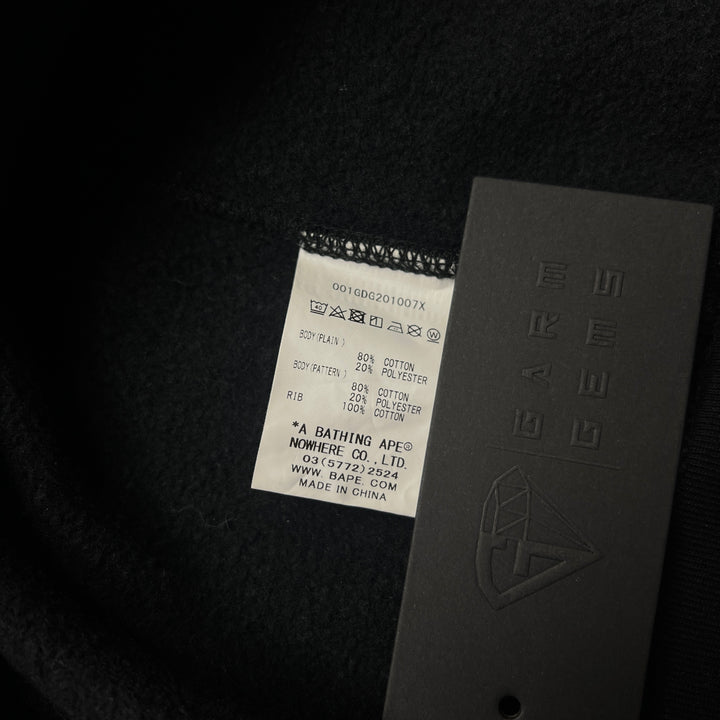 001GDG201007X
40
BODY(PLAIN)
80% COTTON
20% POLYESTER
BODY(PATTERN)
80% COTTON
20% POLYESTER
RIB
100% COTTON
*A BATHING APE®
NOWHERE CO.,LTD.
03(5772)2524
WWW.BAPE.COM
MADE IN CHINA
GARM
GEMS